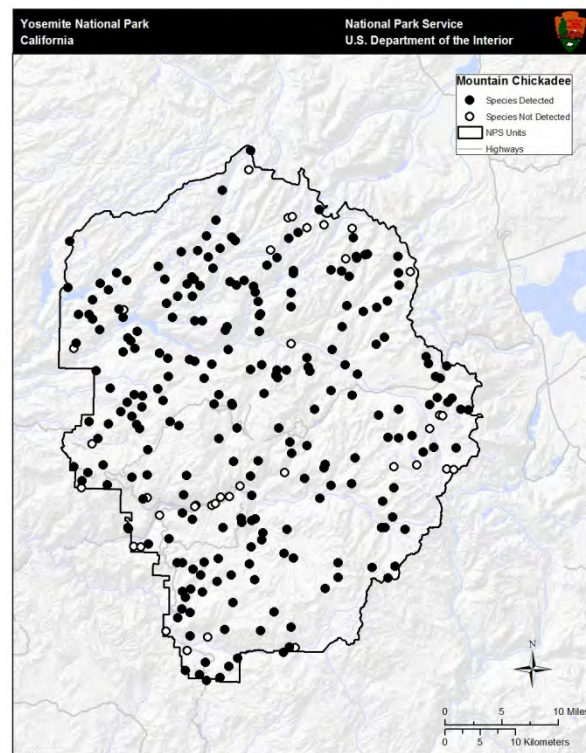 Yosemite National Park
California
National Park Service
U.S. Department of the Interior
Mountain Chickadee
Species Detected
Species Not Detected
NPS Units
Highways
N
0 5 10 Miles
0 5 10 Kilometers